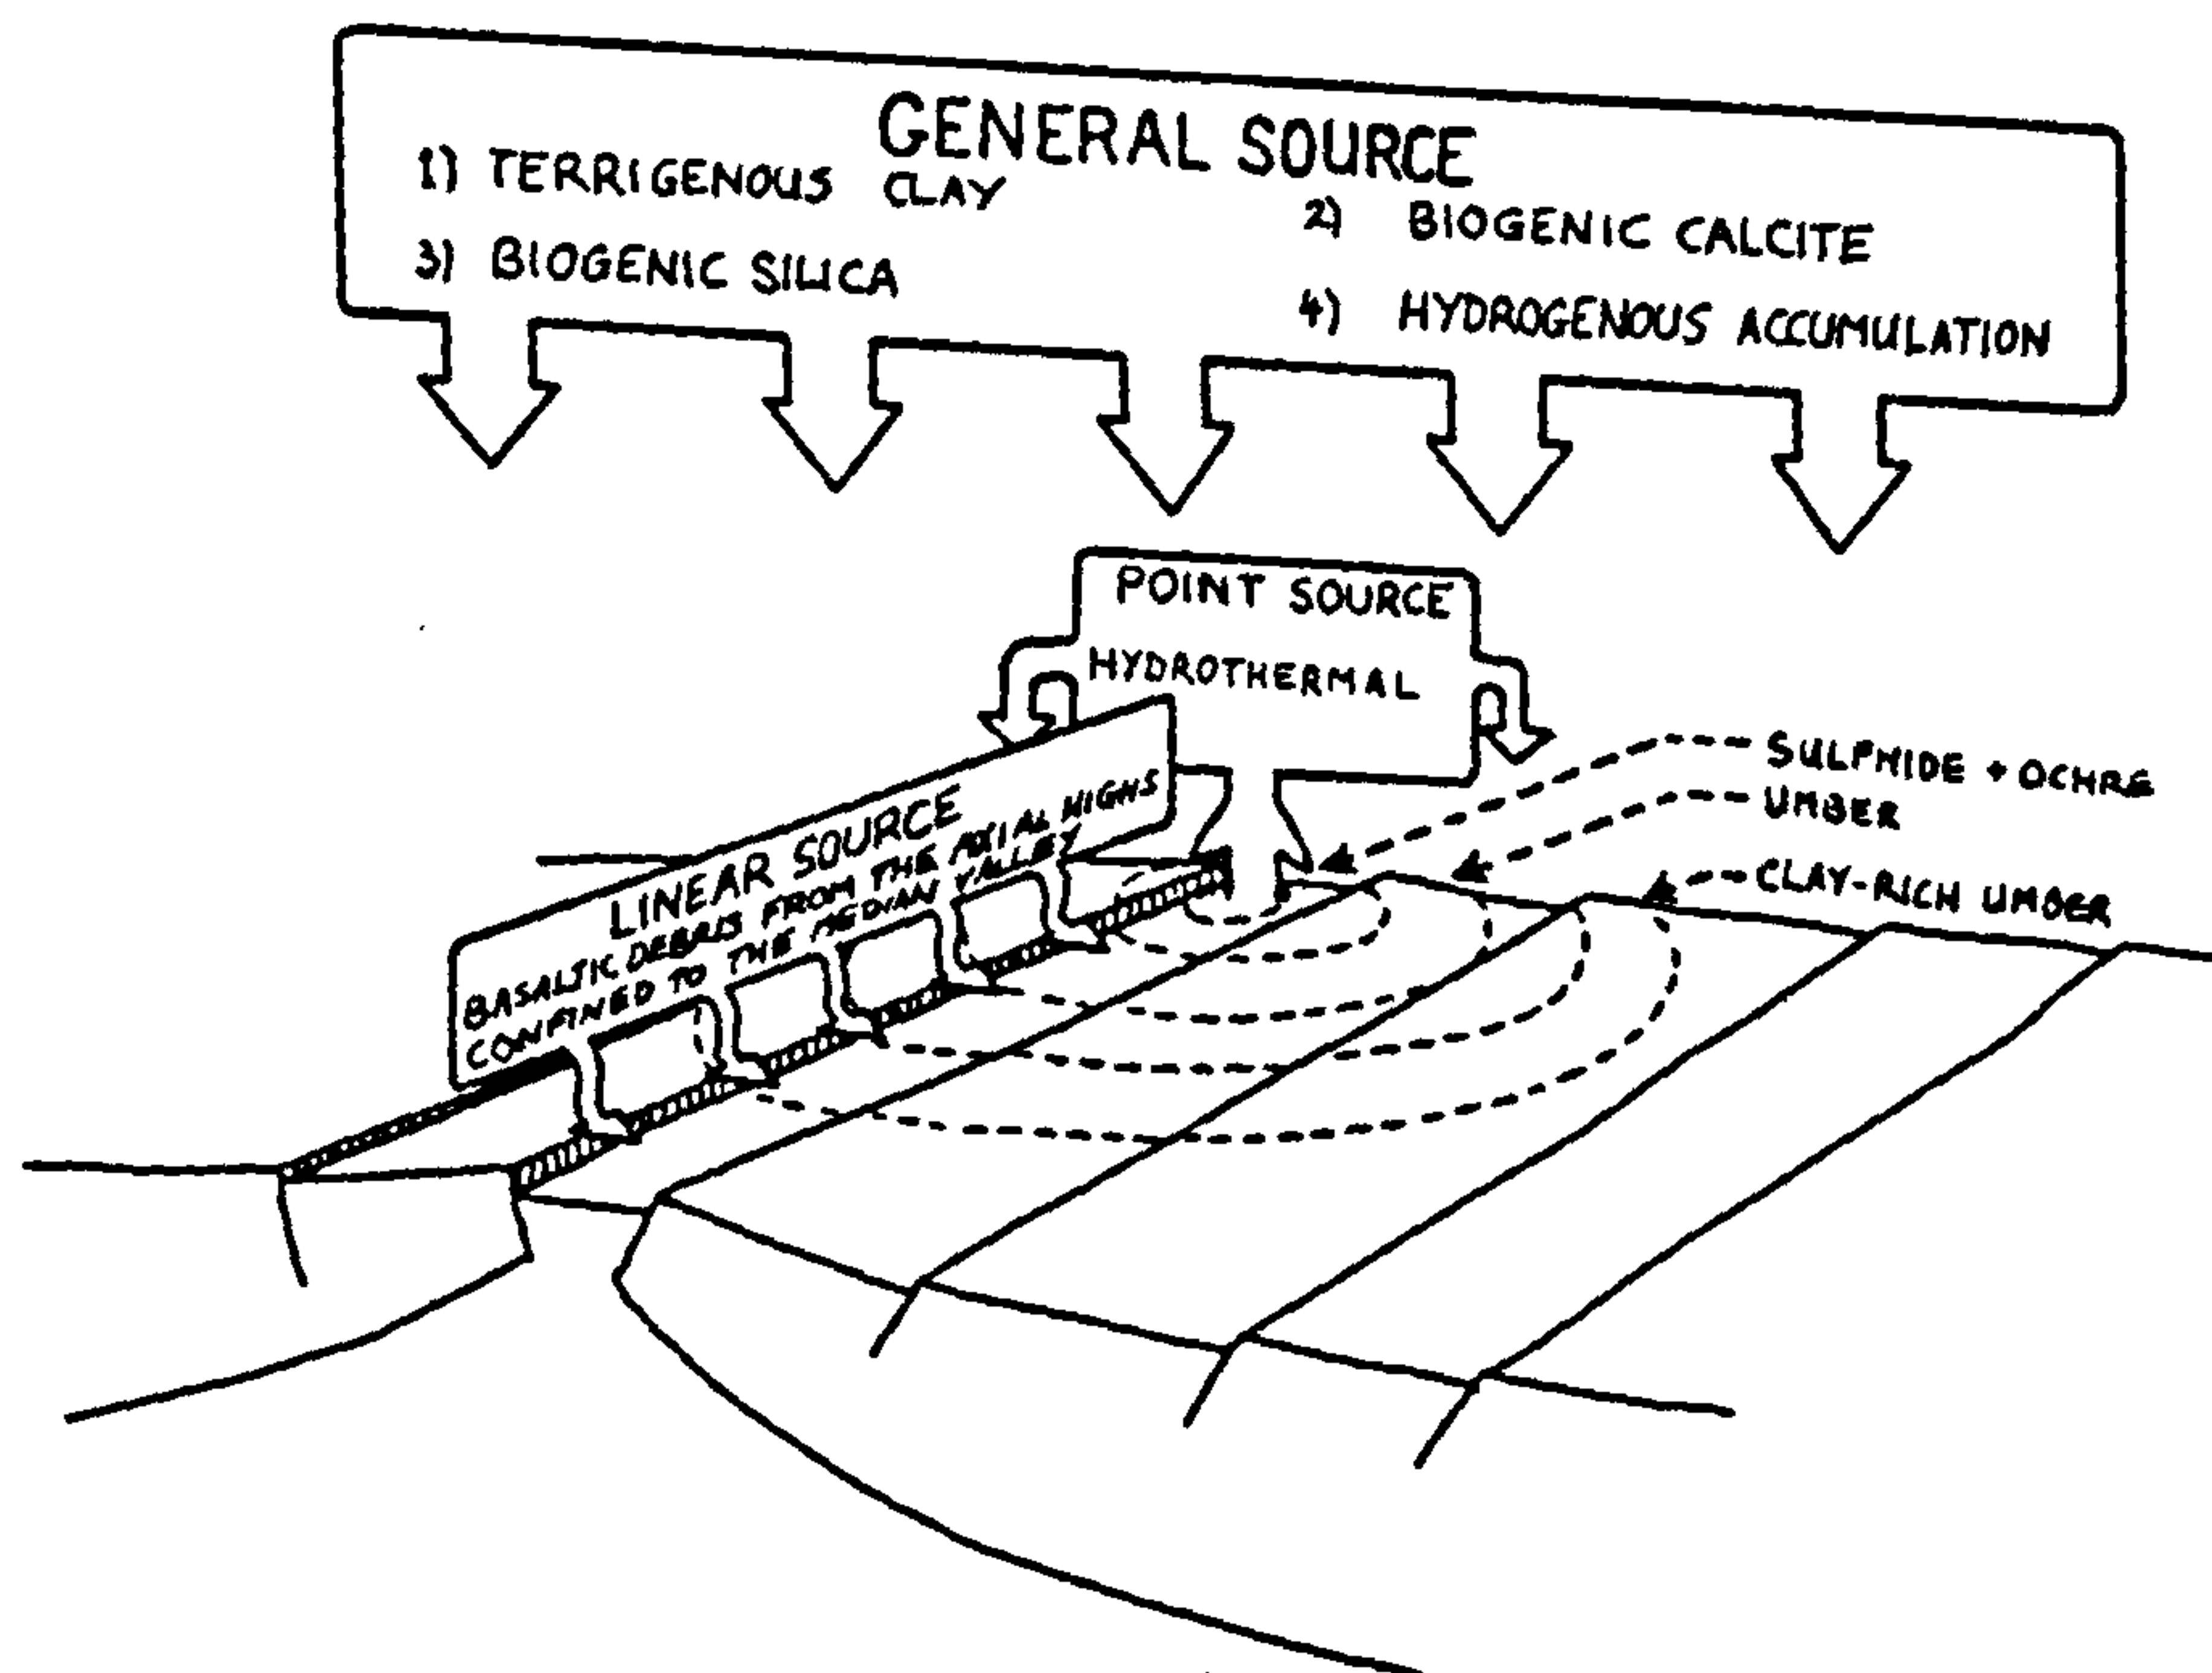 GENERAL SOURCE
1) TERRIGENOUS CLAY
2) BIOGENIC CALCITE
3) BIOGENIC SILICA
4) HYDROGENOUS ACCUMULATION
POINT SOURCE
HYDROTHERMAL
LINEAR SOURCE
BASALTIC DEBRIS FROM THE AXIAL HIGHS
CONFINED TO THE MEDIAN VALLEY
SULPHIDE + OCHRE
UMBER
CLAY-RICH UMBER